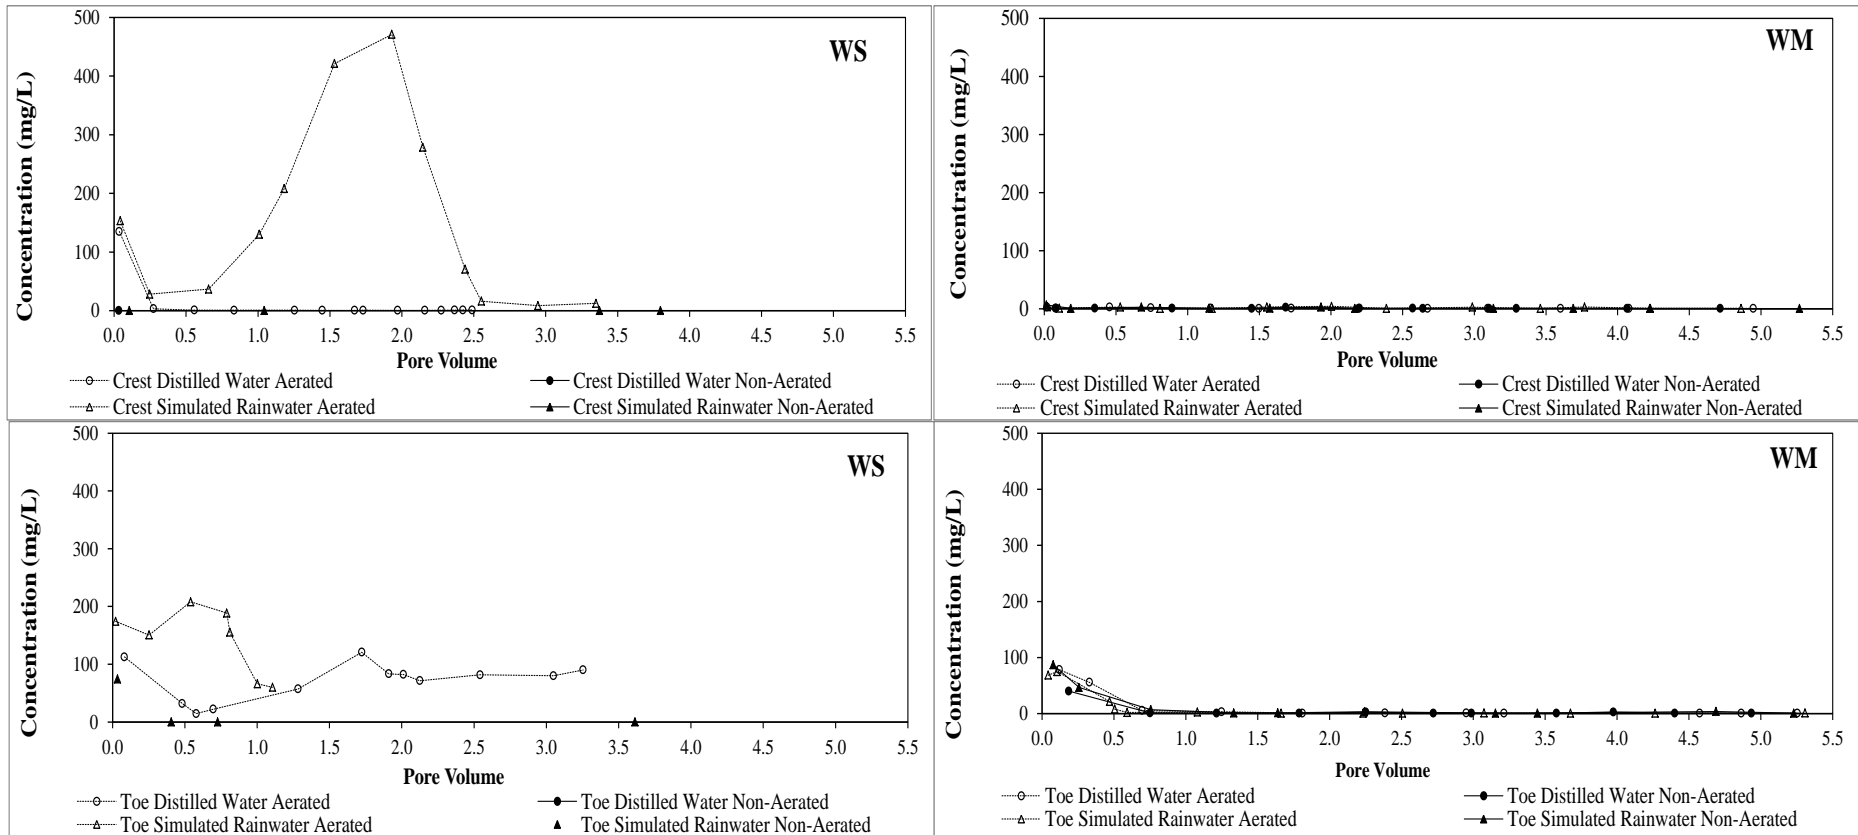 WS
Concentration (mg/L)
500
400
300
200
100
0
0.0 0.5 1.0 1.5 2.0 2.5 3.0 3.5 4.0 4.5 5.0 5.5
Pore Volume
Crest Distilled Water Aerated
Crest Distilled Water Non-Aerated
Crest Simulated Rainwater Aerated
Crest Simulated Rainwater Non-Aerated
WM
Concentration (mg/L)
500
400
300
200
100
0
0.0 0.5 1.0 1.5 2.0 2.5 3.0 3.5 4.0 4.5 5.0 5.5
Pore Volume
Crest Distilled Water Aerated
Crest Distilled Water Non-Aerated
Crest Simulated Rainwater Aerated
Crest Simulated Rainwater Non-Aerated
WS
Concentration (mg/L)
500
400
300
200
100
0
0.0 0.5 1.0 1.5 2.0 2.5 3.0 3.5 4.0 4.5 5.0 5.5
Pore Volume
Toe Distilled Water Aerated
Toe Distilled Water Non-Aerated
Toe Simulated Rainwater Aerated
Toe Simulated Rainwater Non-Aerated
WM
Concentration (mg/L)
500
400
300
200
100
0
0.0 0.5 1.0 1.5 2.0 2.5 3.0 3.5 4.0 4.5 5.0 5.5
Pore Volume
Toe Distilled Water Aerated
Toe Distilled Water Non-Aerated
Toe Simulated Rainwater Aerated
Toe Simulated Rainwater Non-Aerated